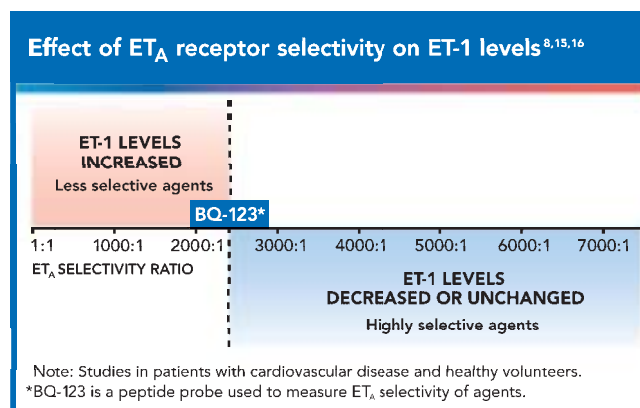 Effect of ETA receptor selectivity on ET-1 levels8,15,16
ET-1 LEVELS
INCREASED
Less selective agents
BQ-123*
1:1 1000:1 2000:1 3000:1 4000:1 5000:1 6000:1 7000:1
ETA SELECTIVITY RATIO
ET-1 LEVELS
DECREASED OR UNCHANGED
Highly selective agents
Note: Studies in patients with cardiovascular disease and healthy volunteers.
*BQ-123 is a peptide probe used to measure ETA selectivity of agents.